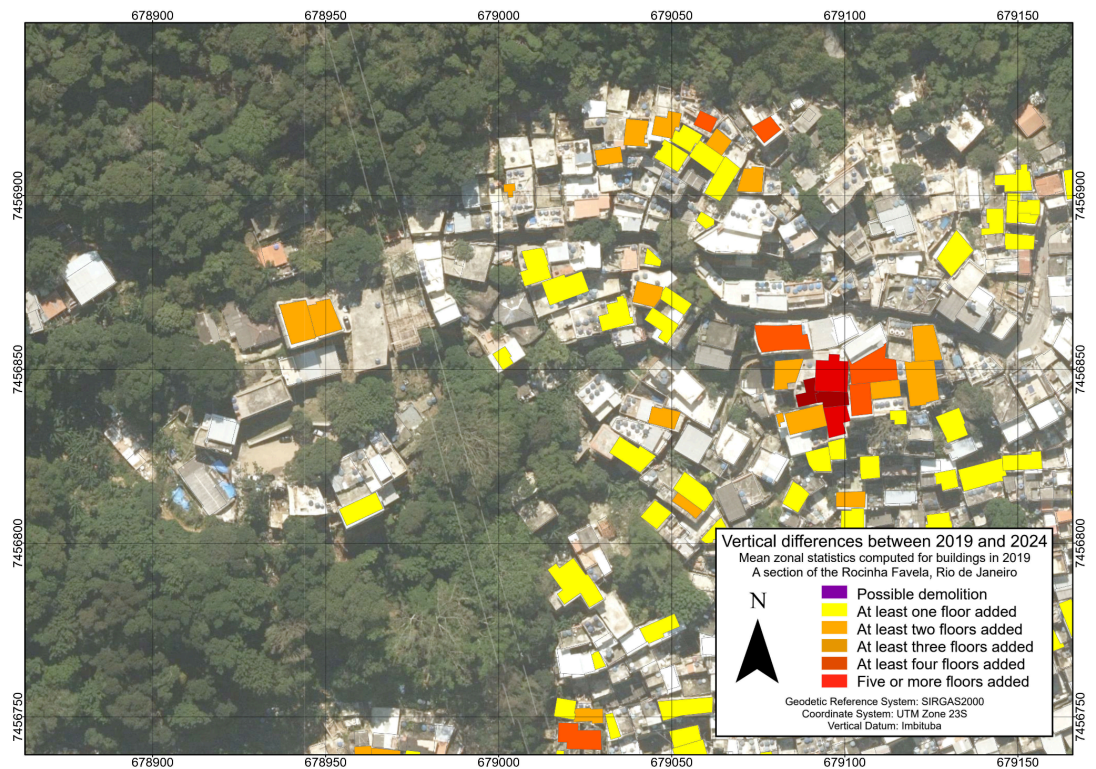 678900 678950 679000 679050 679100 679150
7456900 7456900
7456850 7456850
7456800 7456800
Vertical differences between 2019 and 2024
Mean zonal statistics computed for buildings in 2019
A section of the Rocinha Favela, Rio de Janeiro
N
Possible demolition
At least one floor added
At least two floors added
At least three floors added
At least four floors added
Five or more floors added
Geodetic Reference System: SIRGAS2000
Coordinate System: UTM Zone 23S
Vertical Datum: Imbituba
7456750 7456750
678900 678950 679000 679050 679100 679150